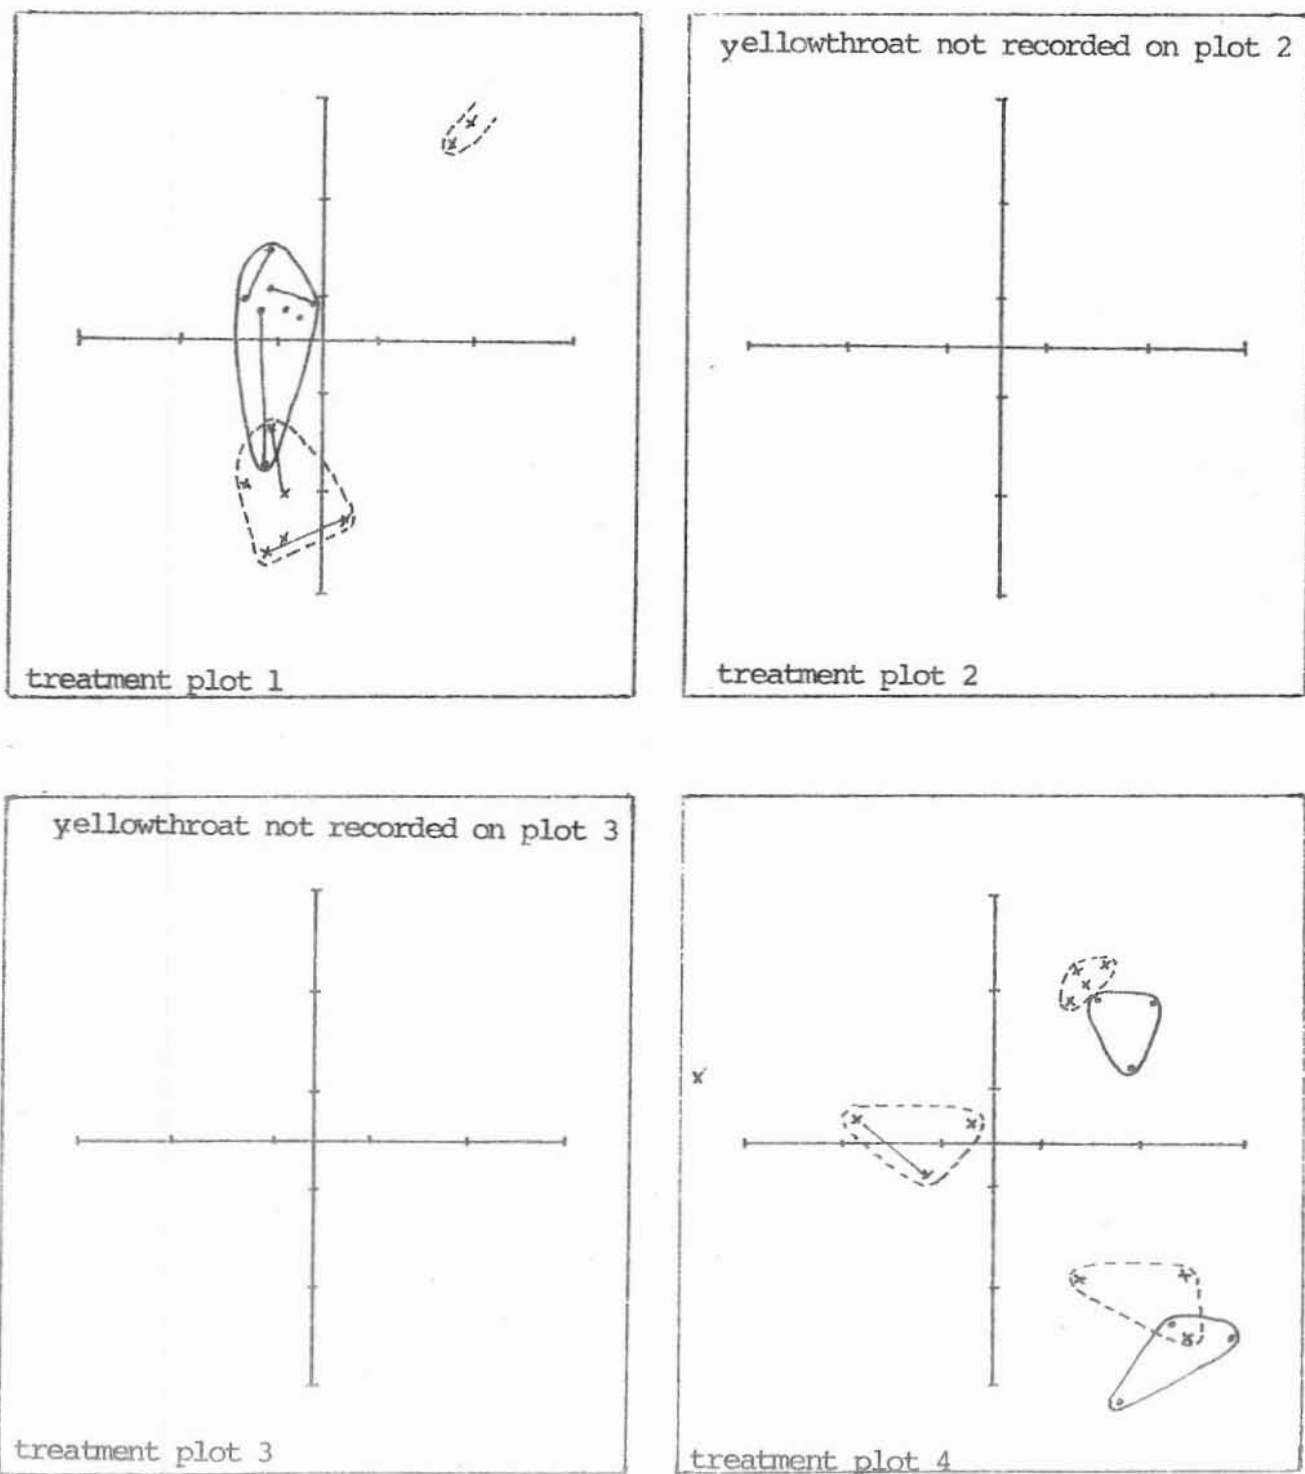 yellowthroat not recorded on plot 2
treatment plot 1
treatment plot 2
yellowthroat not recorded on plot 3
treatment plot 3
treatment plot 4